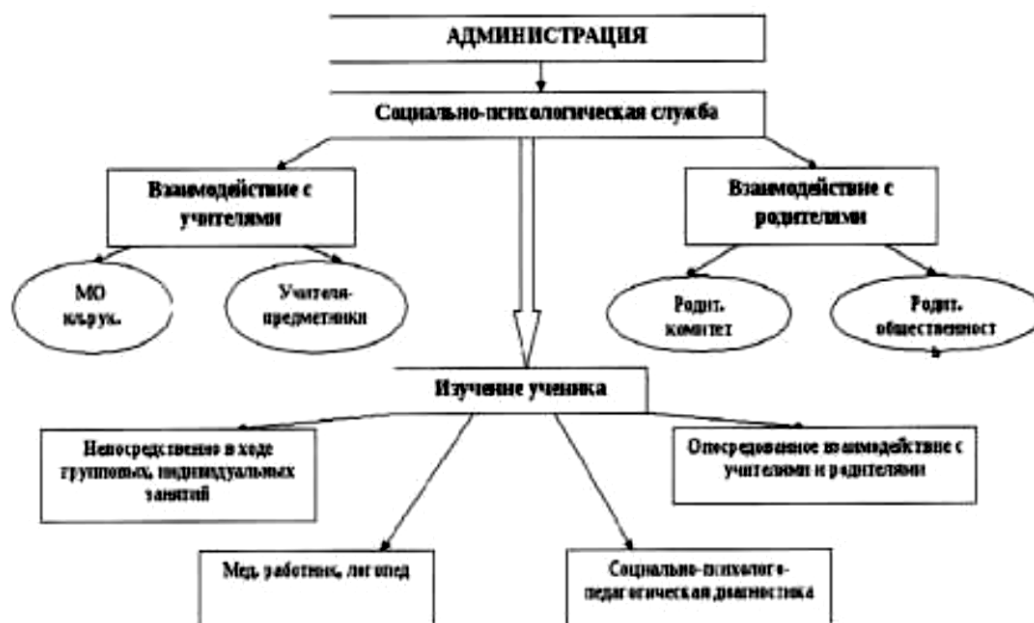 АДМИНИСТРАЦИЯ
Социально-психологическая служба
Взаимодействие с
учителями
Взаимодействие с
родителями
МО
кл.рук.
Учителя-
предметники
Родит.
комитет
Родит.
общественност
ь
Изучение ученика
Непосредственно в ходе
групповых, индивидуальных
занятий
Опосредованное взаимодействие с
учителями и родителями
Мед. работник, логопед
Социально-психолого-
педагогическая диагностика